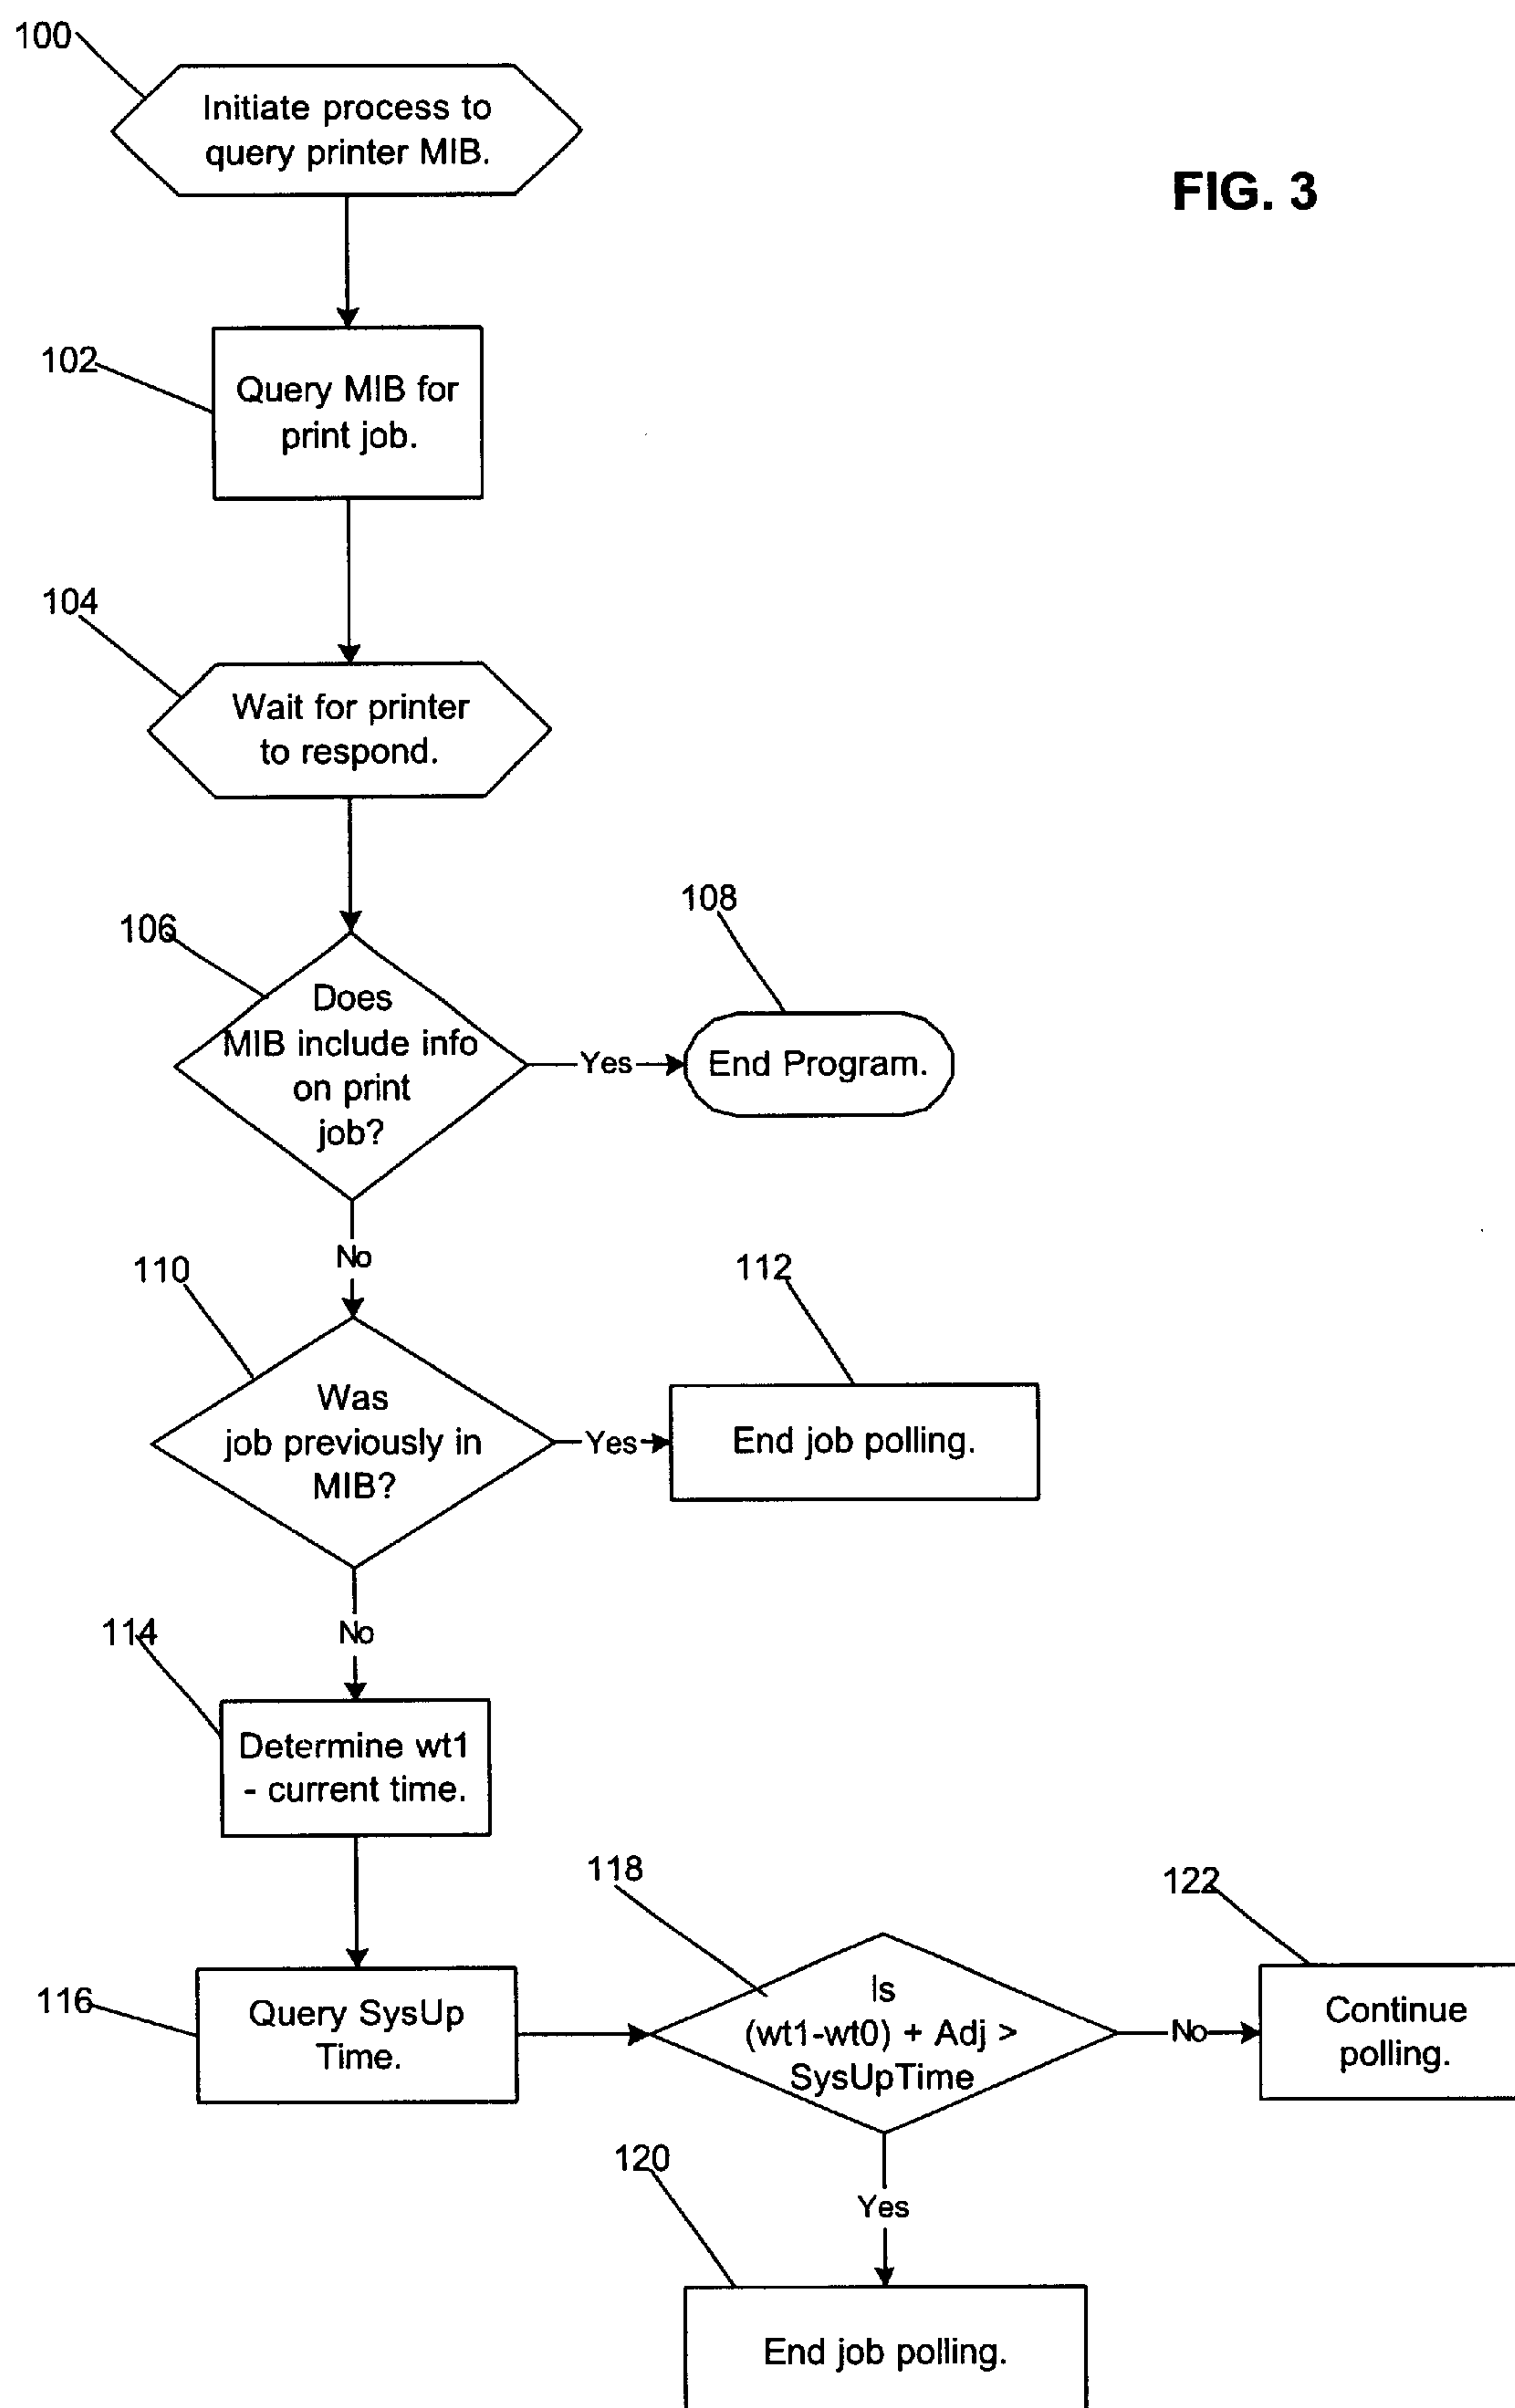 100
Initiate process to
query printer MIB.
FIG. 3
102
Query MIB for
print job.
104
Wait for printer
to respond.
106
Does
MIB include info
on print
job?
Yes
108
End Program.
No
110
Was
job previously in
MIB?
Yes
112
End job polling.
No
114
Determine wt1
- current time.
116
Query SysUp
Time.
118
Is
(wt1-wt0) + Adj >
SysUpTime
No
122
Continue
polling.
Yes
120
End job polling.